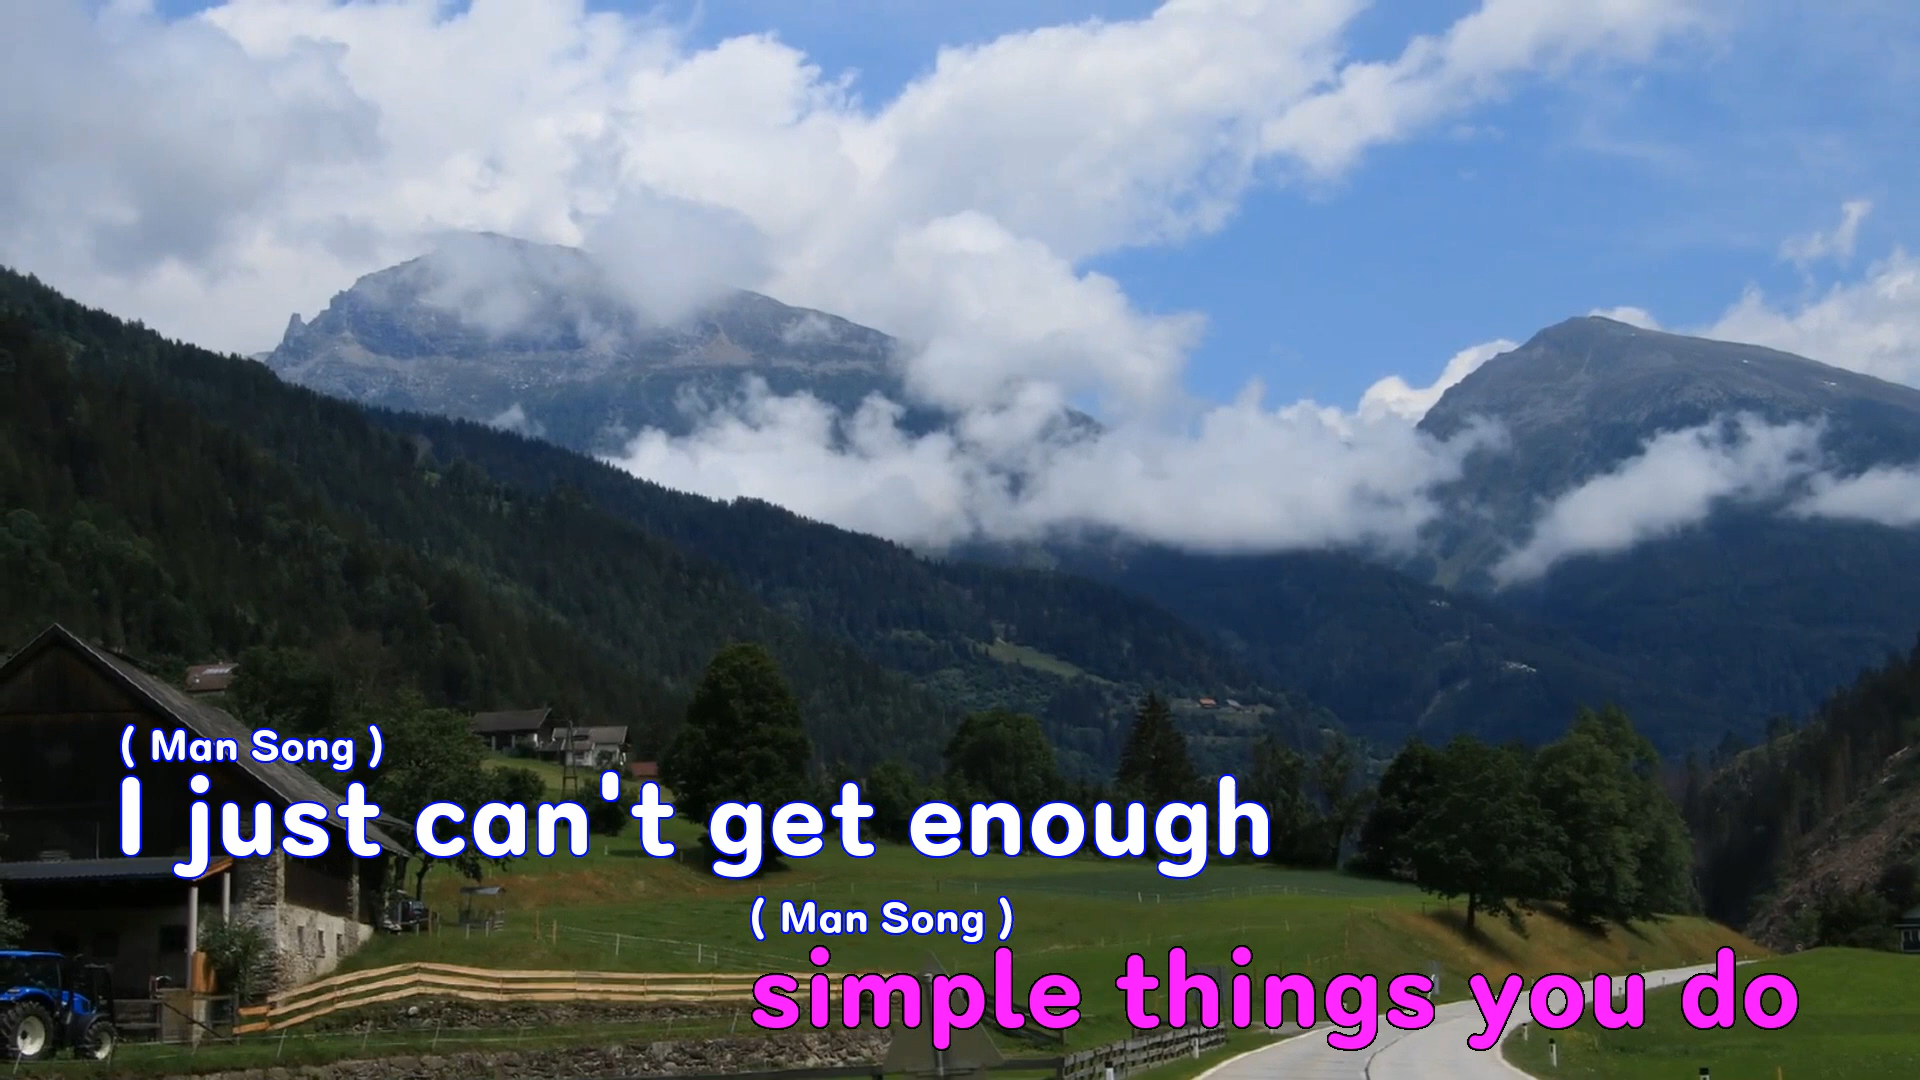 ( Man Song )
I just can't get enough
( Man Song )
simple things you do